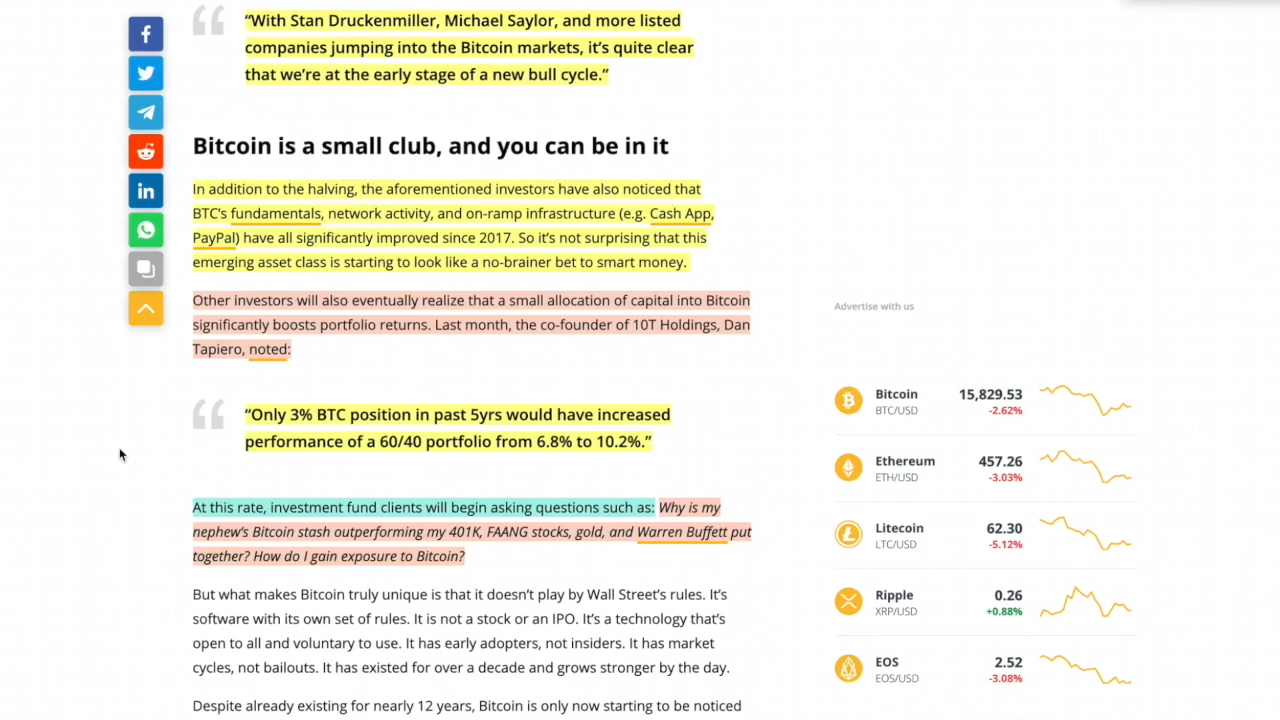 “With Stan Druckenmiller, Michael Saylor, and more listed
companies jumping into the Bitcoin markets, it’s quite clear
that we’re at the early stage of a new bull cycle.”
Bitcoin is a small club, and you can be in it
In addition to the halving, the aforementioned investors have also noticed that
BTC’s fundamentals, network activity, and on-ramp infrastructure (e.g. Cash App,
PayPal) have all significantly improved since 2017. So it’s not surprising that this
emerging asset class is starting to look like a no-brainer bet to smart money.
Other investors will also eventually realize that a small allocation of capital into Bitcoin
significantly boosts portfolio returns. Last month, the co-founder of 10T Holdings, Dan
Tapiero, noted:
“Only 3% BTC position in past 5yrs would have increased
performance of a 60/40 portfolio from 6.8% to 10.2%.”
At this rate, investment fund clients will begin asking questions such as: Why is my
nephew’s Bitcoin stash outperforming my 401K, FAANG stocks, gold, and Warren Buffett put
together? How do I gain exposure to Bitcoin?
But what makes Bitcoin truly unique is that it doesn’t play by Wall Street’s rules. It’s
software with its own set of rules. It is not a stock or an IPO. It’s a technology that’s
open to all and voluntary to use. It has early adopters, not insiders. It has market
cycles, not bailouts. It has existed for over a decade and grows stronger by the day.
Despite already existing for nearly 12 years, Bitcoin is only now starting to be noticed
Advertise with us
Bitcoin 15,829.53
BTC/USD -2.62%
Ethereum 457.26
ETH/USD -3.03%
Litecoin 62.30
LTC/USD -5.12%
Ripple 0.26
XRP/USD +0.88%
EOS 2.52
EOS/USD -3.08%